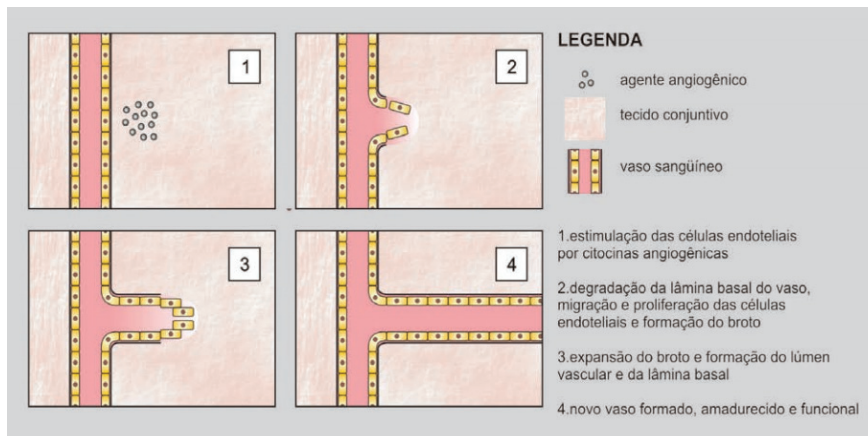 1
2
3
4
LEGENDA
agente angiogênico
tecido conjuntivo
vaso sangüíneo
1.estimulação das células endoteliais
por citocinas angiogênicas
2.degradação da lâmina basal do vaso,
migração e proliferação das células
endoteliais e formação do broto
3.expansão do broto e formação do lúmen
vascular e da lâmina basal
4.novo vaso formado, amadurecido e funcional